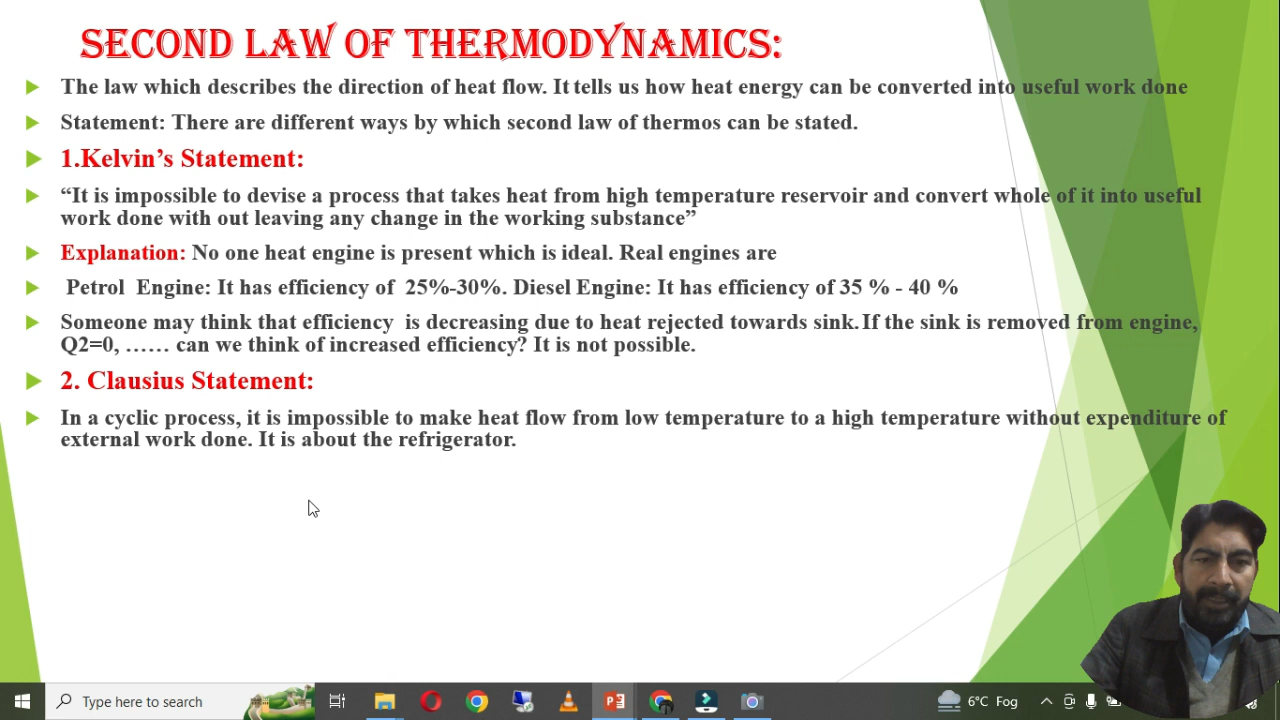 SECOND LAW OF THERMODYNAMICS:
The law which describes the direction of heat flow. It tells us how heat energy can be converted into useful work done
Statement: There are different ways by which second law of thermos can be stated.
1.Kelvin’s Statement:
“It is impossible to devise a process that takes heat from high temperature reservoir and convert whole of it into useful
work done with out leaving any change in the working substance”
Explanation: No one heat engine is present which is ideal. Real engines are
Petrol Engine: It has efficiency of 25%-30%. Diesel Engine: It has efficiency of 35 % - 40 %
Someone may think that efficiency is decreasing due to heat rejected towards sink. If the sink is removed from engine,
Q2=0, …… can we think of increased efficiency? It is not possible.
2. Clausius Statement:
In a cyclic process, it is impossible to make heat flow from low temperature to a high temperature without expenditure of
external work done. It is about the refrigerator.
Type here to search
6°C Fog